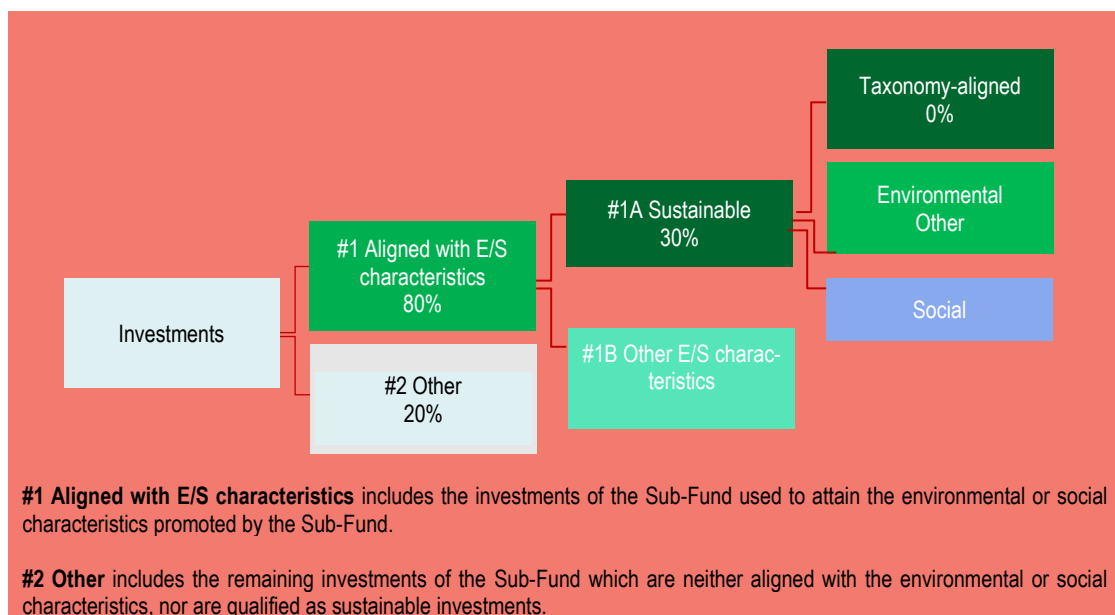 Taxonomy-aligned
0%
Environmental
Other
#1A Sustainable
30%
#1 Aligned with E/S
characteristics
80%
Social
Investments
#1B Other E/S charac-
teristics
#2 Other
20%
#1 Aligned with E/S characteristics includes the investments of the Sub-Fund used to attain the environmental or social
characteristics promoted by the Sub-Fund.
#2 Other includes the remaining investments of the Sub-Fund which are neither aligned with the environmental or social
characteristics, nor are qualified as sustainable investments.